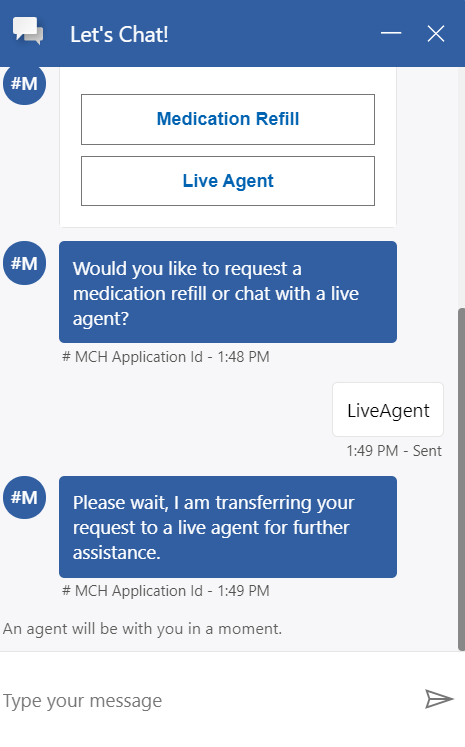 Let's Chat!
#M
Medication Refill
Live Agent
#M
Would you like to request a
medication refill or chat with a live
agent?
# MCH Application Id - 1:48 PM
LiveAgent
1:49 PM - Sent
#M
Please wait, I am transferring your
request to a live agent for further
assistance.
# MCH Application Id - 1:49 PM
An agent will be with you in a moment.
Type your message